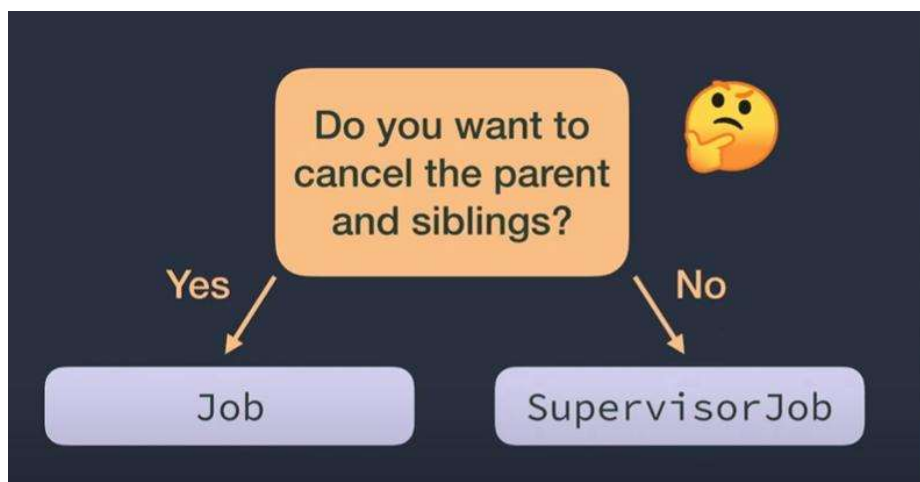 Do you want to
cancel the parent
and siblings?
Yes
No
Job
SupervisorJob